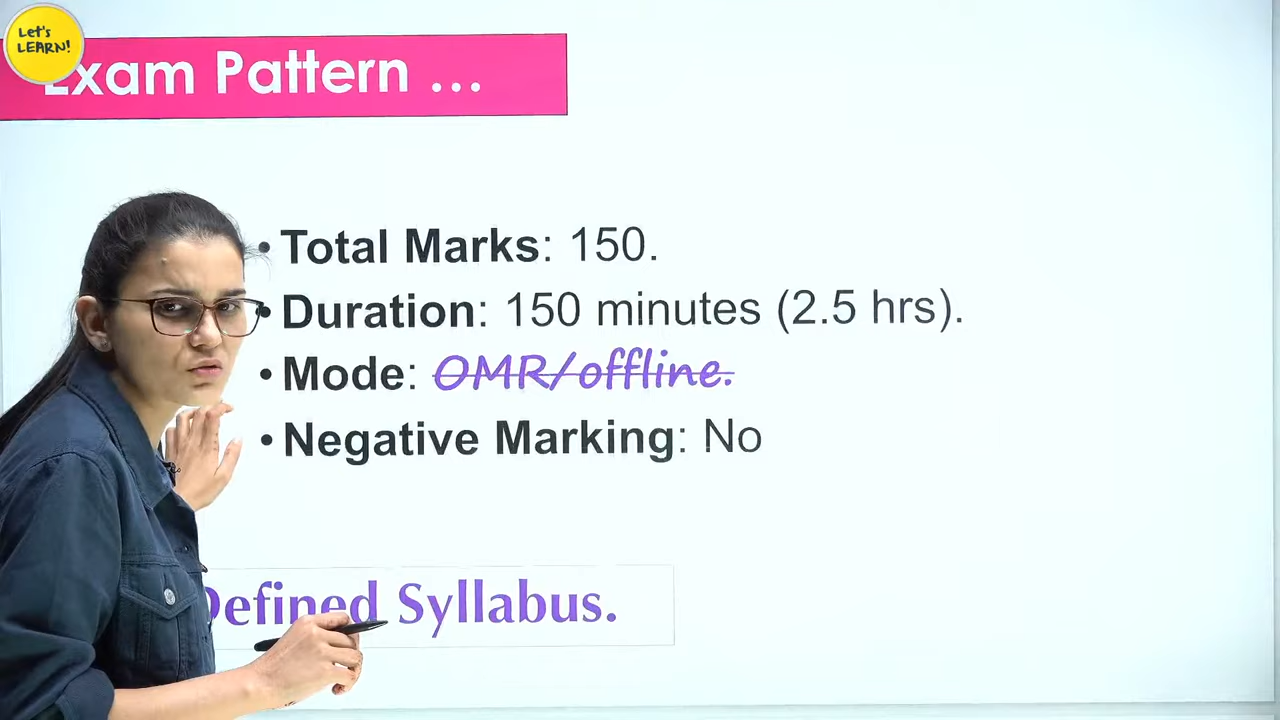 Let's
LEARN!
Exam Pattern ...
• Total Marks: 150.
• Duration: 150 minutes (2.5 hrs).
• Mode: OMR/offline.
• Negative Marking: No
Defined Syllabus.